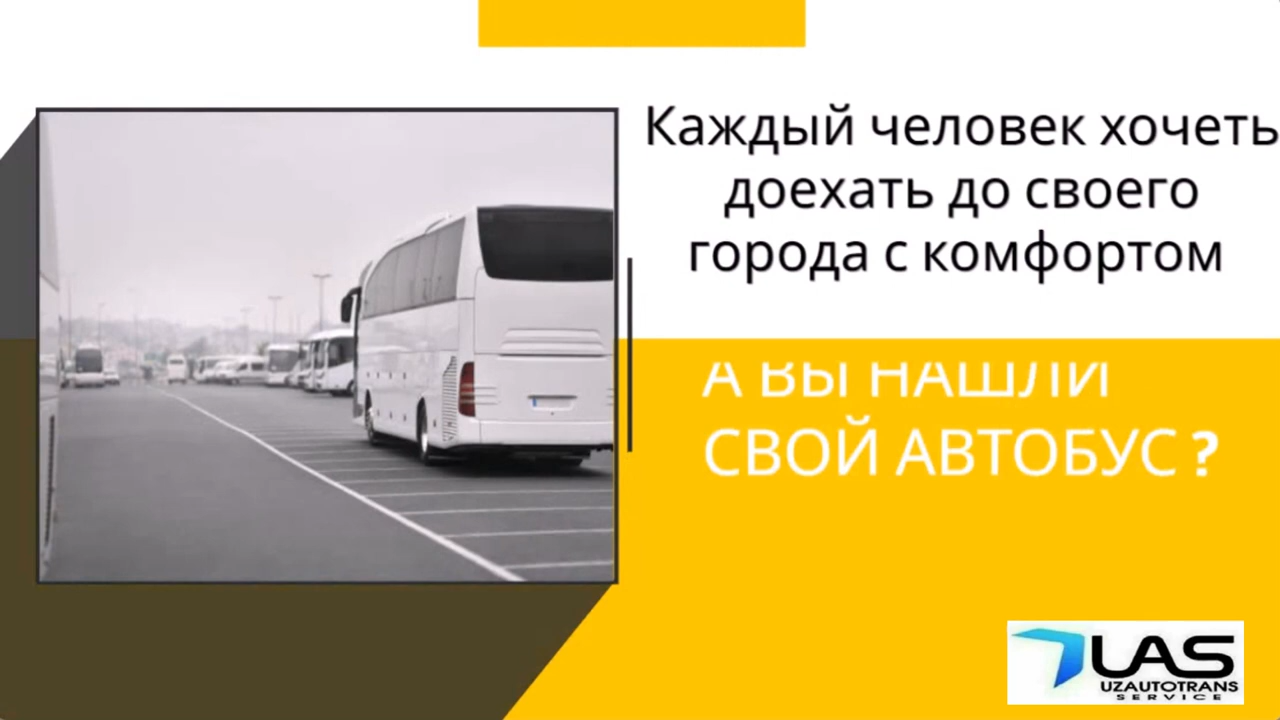 Каждый человек хочеть
доехать до своего
города с комфортом
А ВЫ НАШЛИ
СВОЙ АВТОБУС ?
UAS
UZAUTOTRANS
SERVICE